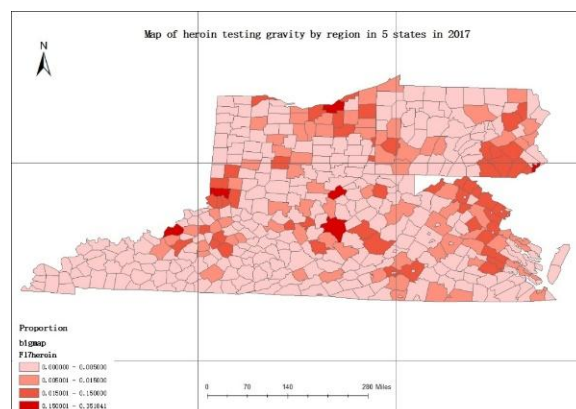 Map of heroin testing gravity by region in 5 states in 2017
N
Proportion
bigmap
F17heroin
0.000000 - 0.005000
0.005001 - 0.015000
0.015001 - 0.150000
0.150001 - 0.351841
0 70 140 280 Miles